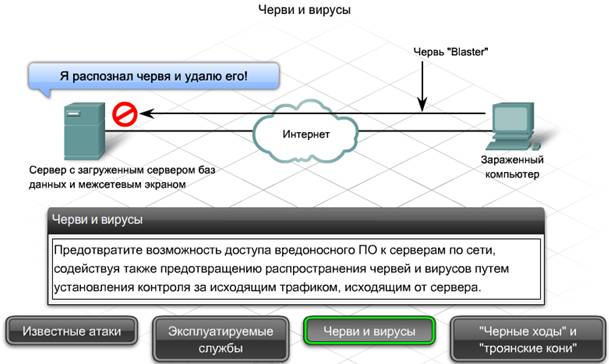 Черви и вирусы
Червь "Blaster"
Я распознал червя и удалю его!
Интернет
Сервер с загруженным сервером баз
данных и межсетевым экраном
Зараженный
компьютер
Черви и вирусы
Предотвратите возможность доступа вредоносного ПО к серверам по сети,
содействуя также предотвращению распространения червей и вирусов путем
установления контроля за исходящим трафиком, исходящим от сервера.
Известные атаки
Эксплуатируемые
службы
Черви и вирусы
"Черные ходы" и
"троянские кони"